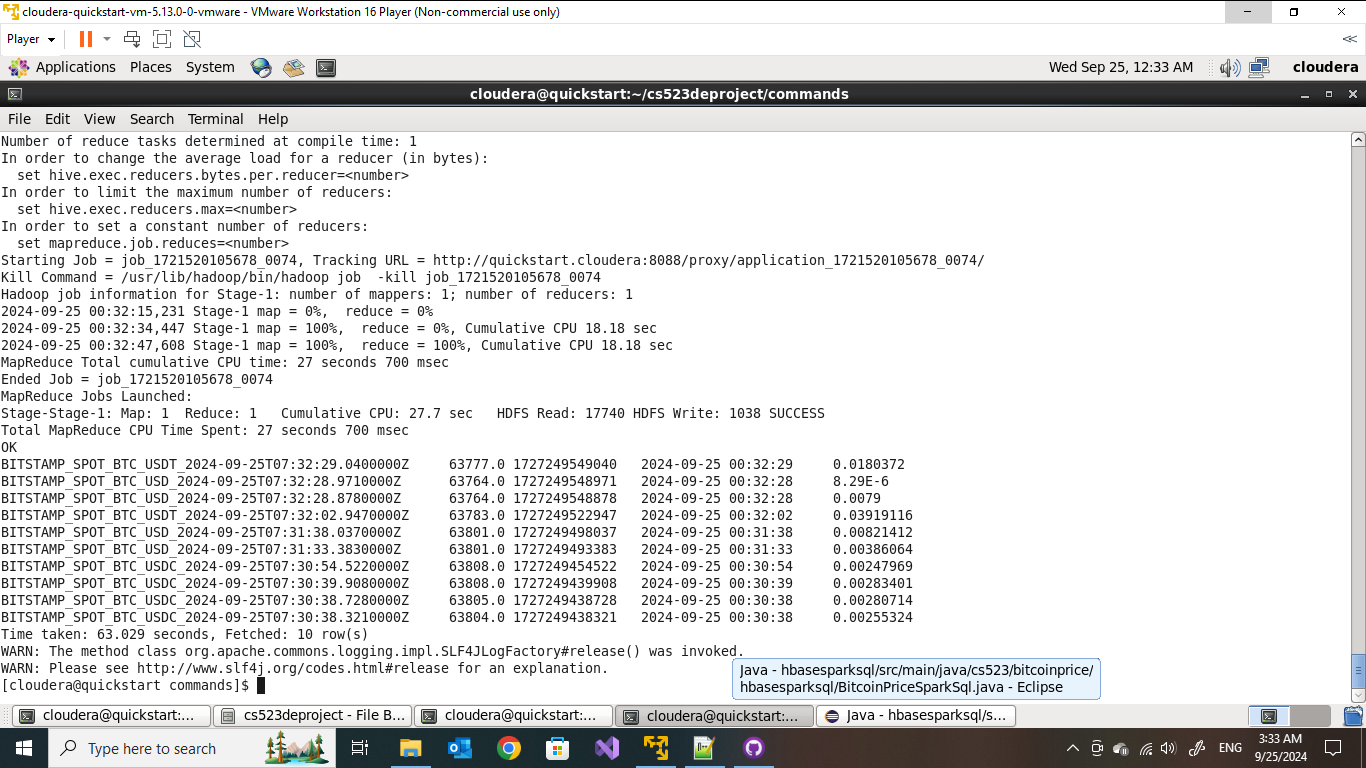 cloudera-quickstart-vm-5.13.0-0-vmware - VMware Workstation 16 Player (Non-commercial use only)
Player
Applications Places System Wed Sep 25, 12:33 AM cloudera
cloudera@quickstart:~/cs523deproject/commands
File Edit View Search Terminal Help
Number of reduce tasks determined at compile time: 1
In order to change the average load for a reducer (in bytes):
  set hive.exec.reducers.bytes.per.reducer=<number>
In order to limit the maximum number of reducers:
  set hive.exec.reducers.max=<number>
In order to set a constant number of reducers:
  set mapreduce.job.reduces=<number>
Starting Job = job_1721520105678_0074, Tracking URL = http://quickstart.cloudera:8088/proxy/application_1721520105678_0074/
Kill Command = /usr/lib/hadoop/bin/hadoop job  -kill job_1721520105678_0074
Hadoop job information for Stage-1: number of mappers: 1; number of reducers: 1
2024-09-25 00:32:15,231 Stage-1 map = 0%,  reduce = 0%
2024-09-25 00:32:34,447 Stage-1 map = 100%,  reduce = 0%, Cumulative CPU 18.18 sec
2024-09-25 00:32:47,608 Stage-1 map = 100%,  reduce = 100%, Cumulative CPU 18.18 sec
MapReduce Total cumulative CPU time: 27 seconds 700 msec
Ended Job = job_1721520105678_0074
MapReduce Jobs Launched:
Stage-Stage-1: Map: 1  Reduce: 1   Cumulative CPU: 27.7 sec   HDFS Read: 17740 HDFS Write: 1038 SUCCESS
Total MapReduce CPU Time Spent: 27 seconds 700 msec
OK
BITSTAMP_SPOT_BTC_USDT_2024-09-25T07:32:29.0400000Z     63777.0 1727249549040   2024-09-25 00:32:29     0.0180372
BITSTAMP_SPOT_BTC_USD_2024-09-25T07:32:28.9710000Z      63764.0 1727249548971   2024-09-25 00:32:28     8.29E-6
BITSTAMP_SPOT_BTC_USD_2024-09-25T07:32:28.8780000Z      63764.0 1727249548878   2024-09-25 00:32:28     0.0079
BITSTAMP_SPOT_BTC_USDT_2024-09-25T07:32:02.9470000Z     63783.0 1727249522947   2024-09-25 00:32:02     0.03919116
BITSTAMP_SPOT_BTC_USD_2024-09-25T07:31:38.0370000Z      63801.0 1727249498037   2024-09-25 00:31:38     0.00821412
BITSTAMP_SPOT_BTC_USD_2024-09-25T07:31:33.3830000Z      63801.0 1727249493383   2024-09-25 00:31:33     0.00386064
BITSTAMP_SPOT_BTC_USDC_2024-09-25T07:30:54.5220000Z     63808.0 1727249454522   2024-09-25 00:30:54     0.00247969
BITSTAMP_SPOT_BTC_USDC_2024-09-25T07:30:39.9080000Z     63808.0 1727249439908   2024-09-25 00:30:39     0.00283401
BITSTAMP_SPOT_BTC_USDC_2024-09-25T07:30:38.7280000Z     63805.0 1727249438728   2024-09-25 00:30:38     0.00280714
BITSTAMP_SPOT_BTC_USDC_2024-09-25T07:30:38.3210000Z     63804.0 1727249438321   2024-09-25 00:30:38     0.00255324
Time taken: 63.029 seconds, Fetched: 10 row(s)
WARN: The method class org.apache.commons.logging.impl.SLF4JLogFactory#release() was invoked.
WARN: Please see http://www.slf4j.org/codes.html#release for an explanation.
[cloudera@quickstart commands]$
Java - hbasesparksql/src/main/java/cs523/bitcoinprice/
hbasesparksql/BitcoinPriceSparkSql.java - Eclipse
cloudera@quickstart:... cs523deproject - File B... cloudera@quickstart:... cloudera@quickstart:... Java - hbasesparksql/s...
Type here to search ENG 3:33 AM
9/25/2024